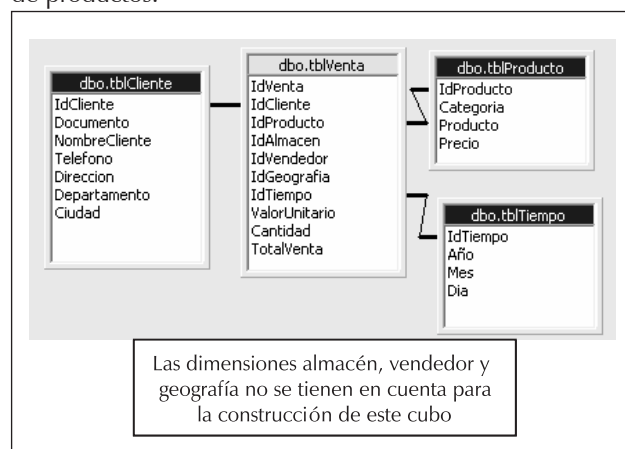 de productos.
dbo.tblCliente
IdCliente
Documento
NombreCliente
Telefono
Direccion
Departamento
Ciudad
dbo.tblVenta
IdVenta
IdCliente
IdProducto
IdAlmacen
IdVendedor
IdGeografia
IdTiempo
ValorUnitario
Cantidad
TotalVenta
dbo.tblProducto
IdProducto
Categoria
Producto
Precio
dbo.tblTiempo
IdTiempo
Año
Mes
Dia
Las dimensiones almacén, vendedor y
geografía no se tienen en cuenta para
la construcción de este cubo